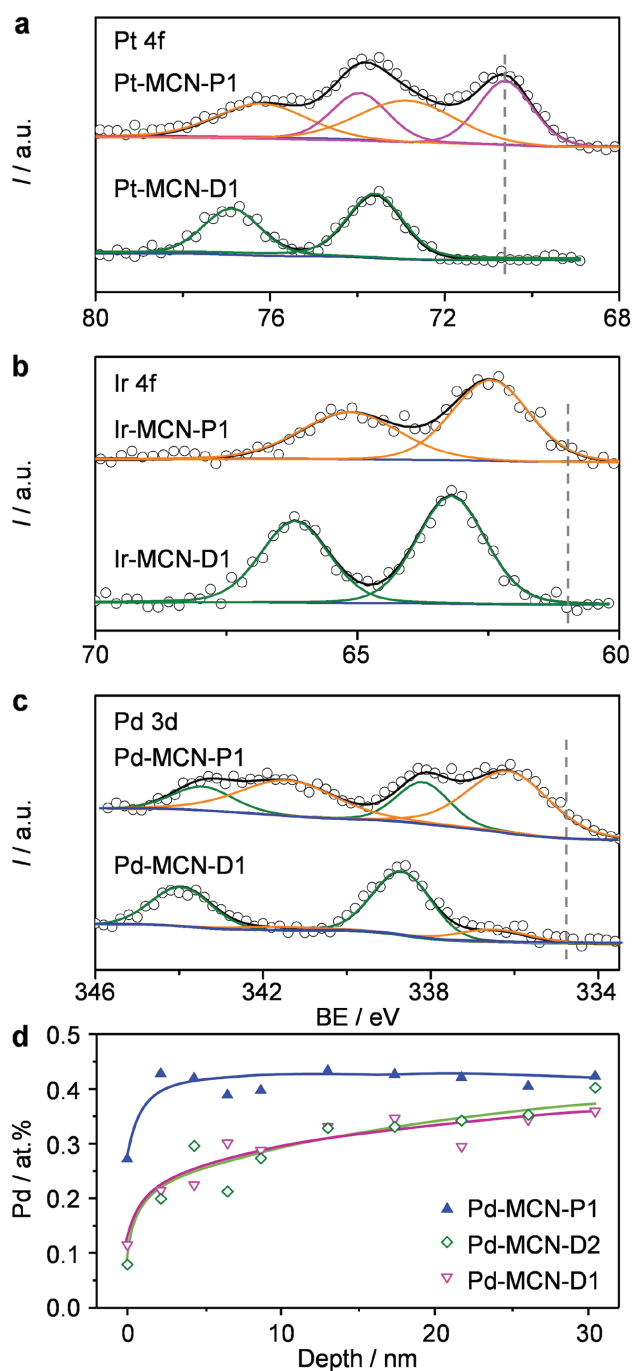 a
Pt 4f
Pt-MCN-P1
Pt-MCN-D1
I / a.u.
80 76 72 68
b
Ir 4f
Ir-MCN-P1
Ir-MCN-D1
I / a.u.
70 65 60
c
Pd 3d
Pd-MCN-P1
Pd-MCN-D1
I / a.u.
346 342 338 334
BE / eV
d
0.5
0.4
0.3
0.2
0.1
0.0
Pd / at.%
Pd-MCN-P1
Pd-MCN-D2
Pd-MCN-D1
0 10 20 30
Depth / nm